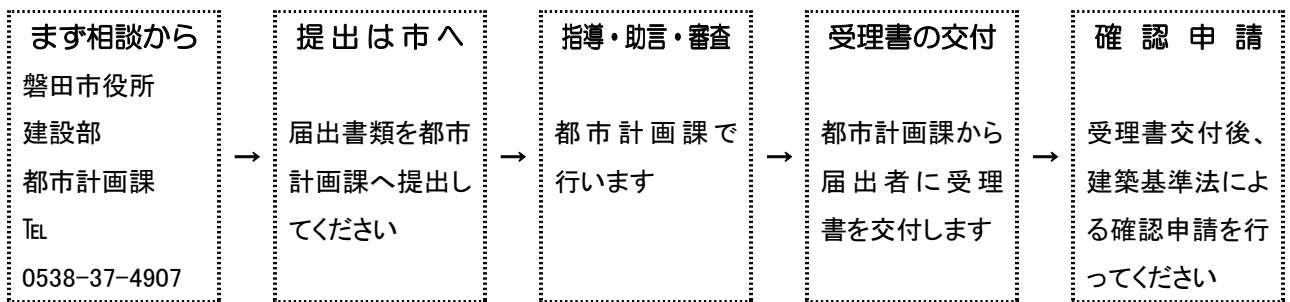 まず相談から
磐田市役所
建設部
都市計画課
℡
0538-37-4907
→
提出は市へ
届出書類を都市
計画課へ提出し
てください
→
指導・助言・審査
都市計画課で
行います
→
受理書の交付
都市計画課から
届出者に受理
書を交付します
→
確認申請
受理書交付後、
建築基準法によ
る確認申請を行
ってください